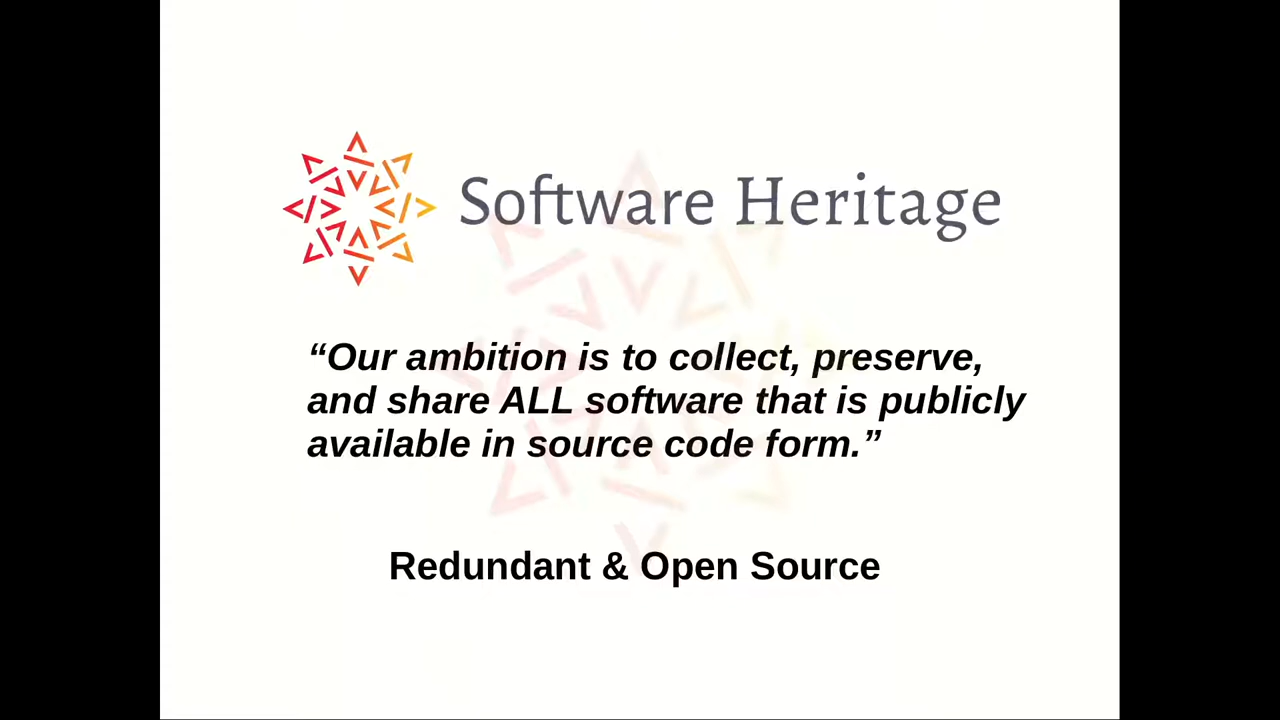 Software Heritage
“Our ambition is to collect, preserve,
and share ALL software that is publicly
available in source code form.”
Redundant & Open Source